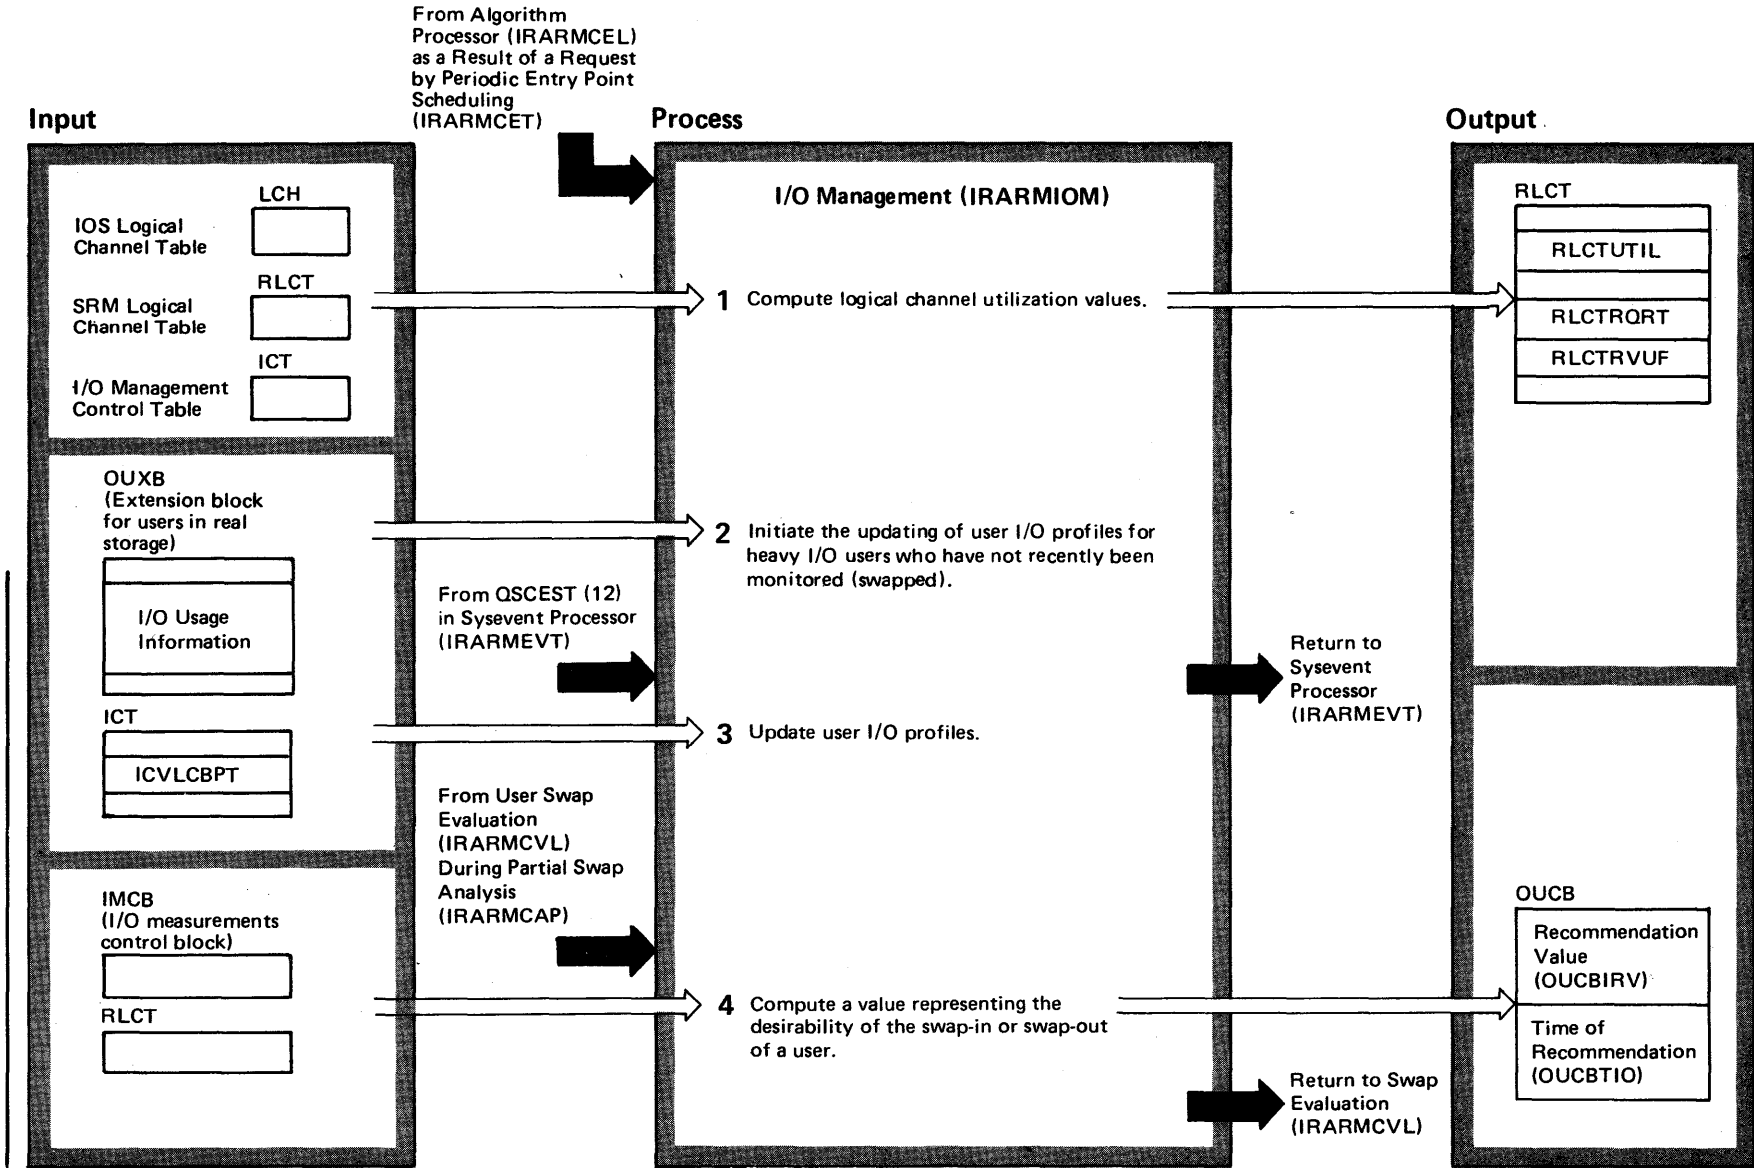 From Algorithm
Processor (IRARMCEL)
as a Result of a Request
by Periodic Entry Point
Scheduling
(IRARMCET)
Input
Process
Output
I/O Management (IRARMIOM)
LCH
IOS Logical
Channel Table
RLCT
SRM Logical
Channel Table
ICT
I/O Management
Control Table
1 Compute logical channel utilization values.
RLCT
RLCTUTIL
RLCTRQRT
RLCTRVUF
OUXB
(Extension block
for users in real
storage)
I/O Usage
Information
2 Initiate the updating of user I/O profiles for
heavy I/O users who have not recently been
monitored (swapped).
From QSCEST (12)
in Sysevent Processor
(IRARMEVT)
Return to
Sysevent
Processor
(IRARMEVT)
ICT
ICVLCBPT
3 Update user I/O profiles.
From User Swap
Evaluation
(IRARMCVL)
During Partial Swap
Analysis
(IRARMCAP)
IMCB
(I/O measurements
control block)
RLCT
4 Compute a value representing the
desirability of the swap-in or swap-out
of a user.
OUCB
Recommendation
Value
(OUCBIRV)
Time of
Recommendation
(OUCBTIO)
Return to Swap
Evaluation
(IRARMCVL)